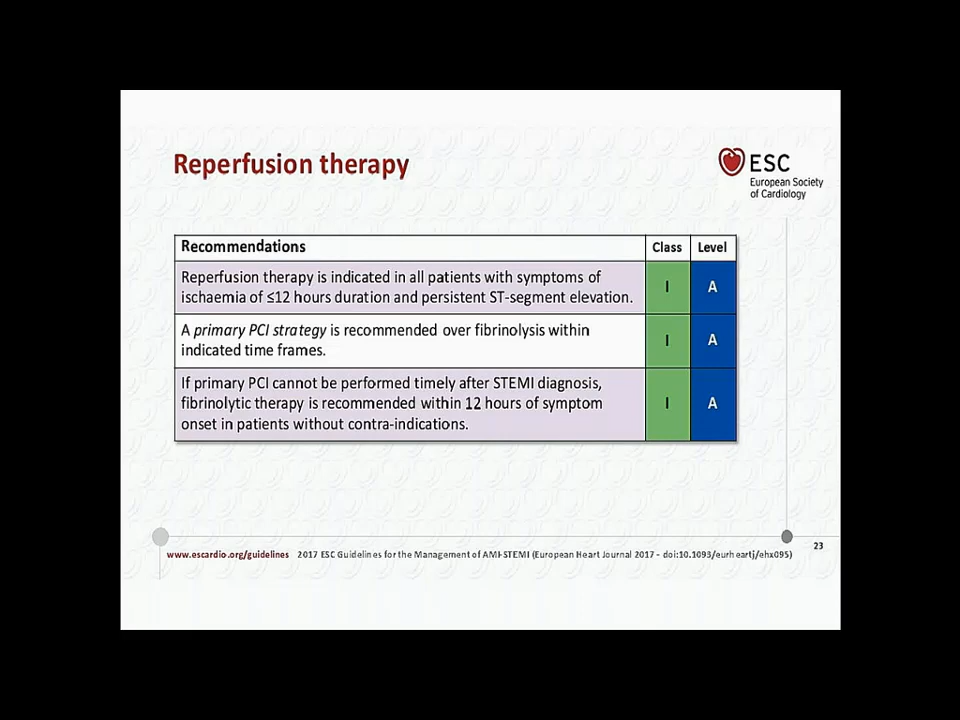 Reperfusion therapy
ESC
European Society
of Cardiology
Recommendations Class Level
Reperfusion therapy is indicated in all patients with symptoms of
ischaemia of ≤12 hours duration and persistent ST-segment elevation.
I A
A primary PCI strategy is recommended over fibrinolysis within
indicated time frames.
I A
If primary PCI cannot be performed timely after STEMI diagnosis,
fibrinolytic therapy is recommended within 12 hours of symptom
onset in patients without contra-indications.
I A
23
www.escardio.org/guidelines 2017 ESC Guidelines for the Management of AMI-STEMI (European Heart Journal 2017 - doi:10.1093/eurheartj/ehx095)